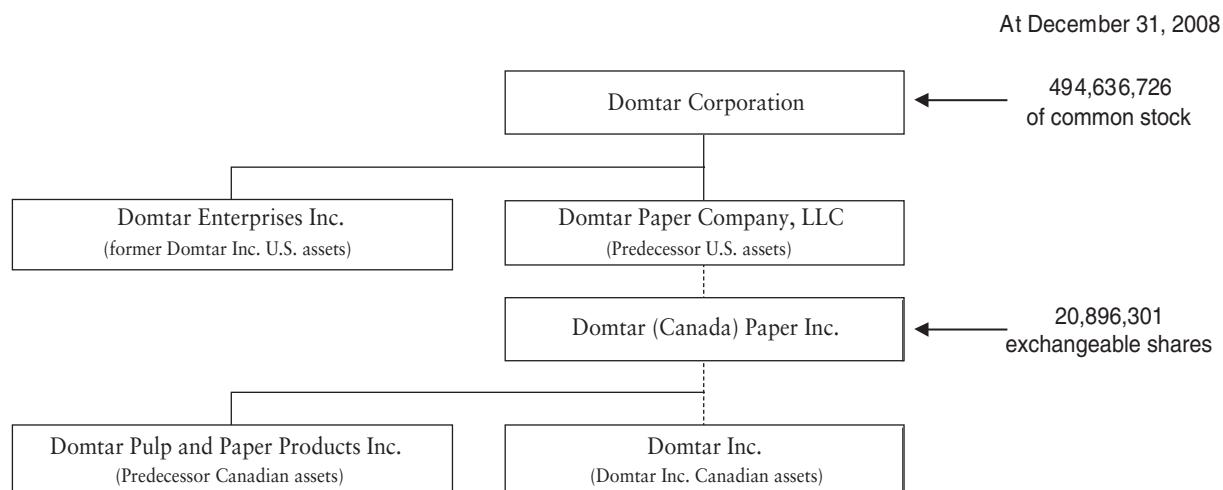 At December 31, 2008
Domtar Corporation
494,636,726
of common stock
Domtar Enterprises Inc.
(former Domtar Inc. U.S. assets)
Domtar Paper Company, LLC
(Predecessor U.S. assets)
Domtar (Canada) Paper Inc.
20,896,301
exchangeable shares
Domtar Pulp and Paper Products Inc.
(Predecessor Canadian assets)
Domtar Inc.
(Domtar Inc. Canadian assets)